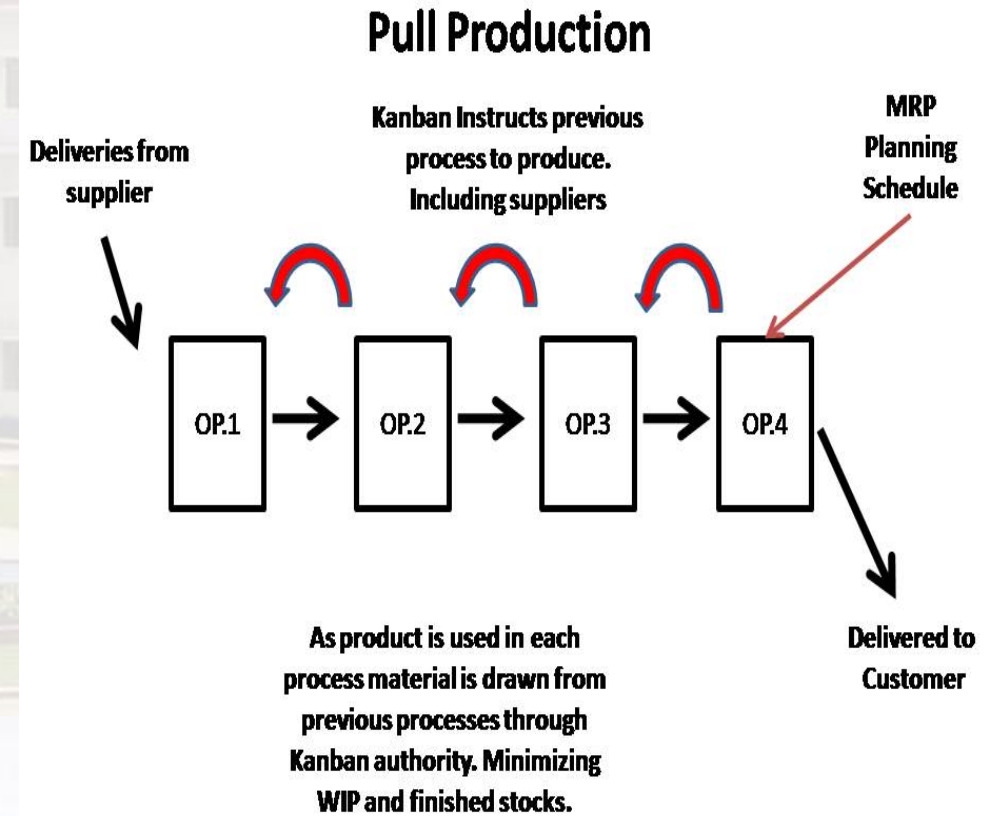 Pull Production
Deliveries from
supplier
Kanban Instructs previous
process to produce.
Including suppliers
MRP
Planning
Schedule
OP.1
OP.2
OP.3
OP.4
As product is used in each
process material is drawn from
previous processes through
Kanban authority. Minimizing
WIP and finished stocks.
Delivered to
Customer